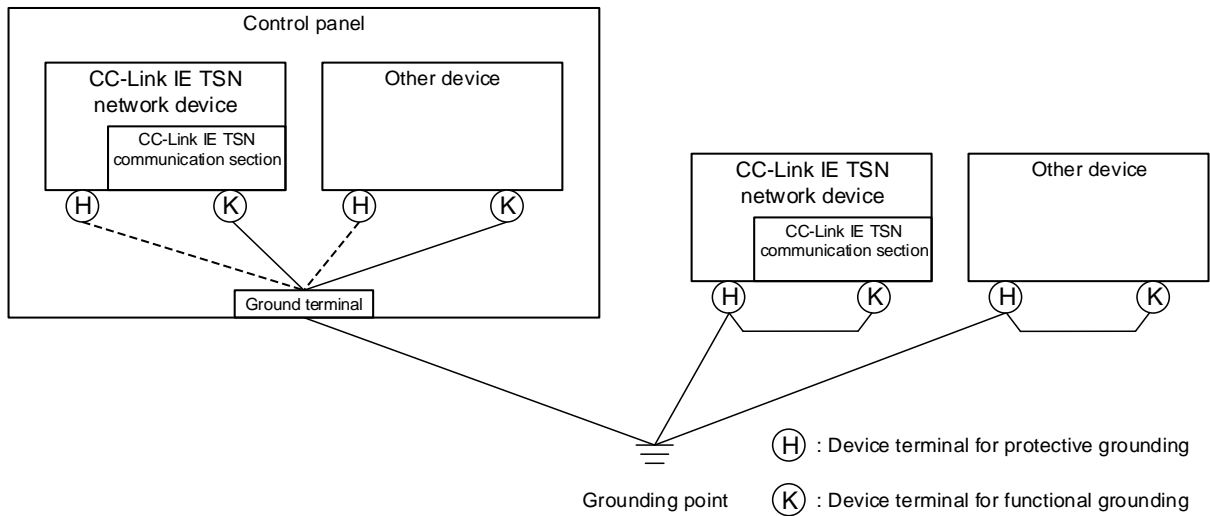 Control panel
CC-Link IE TSN
network device
CC-Link IE TSN
communication section
Other device
H
K
H
K
Ground terminal
CC-Link IE TSN
network device
CC-Link IE TSN
communication section
Other device
H
K
H
K
Grounding point
H : Device terminal for protective grounding
K : Device terminal for functional grounding